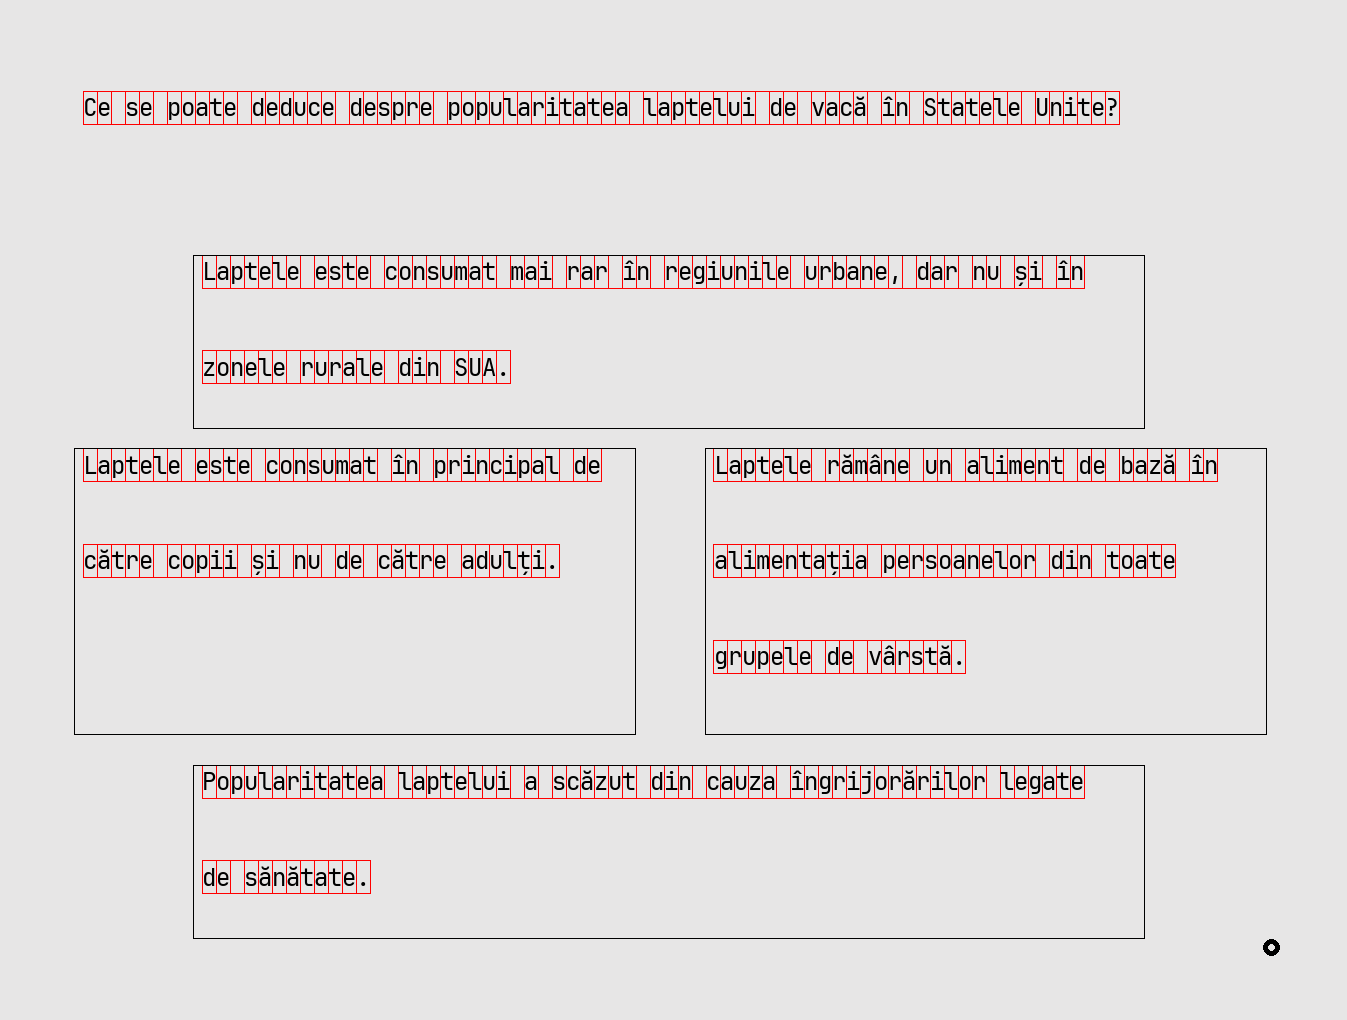 Ce se poate deduce despre popularitatea laptelui de vacă în Statele Unite?
Laptele este consumat mai rar în regiunile urbane, dar nu și în
zonele rurale din SUA.
Laptele este consumat în principal de
către copii și nu de către adulți.
Laptele rămâne un aliment de bază în
alimentația persoanelor din toate
grupele de vârstă.
Popularitatea laptelui a scăzut din cauza îngrijorărilor legate
de sănătate.